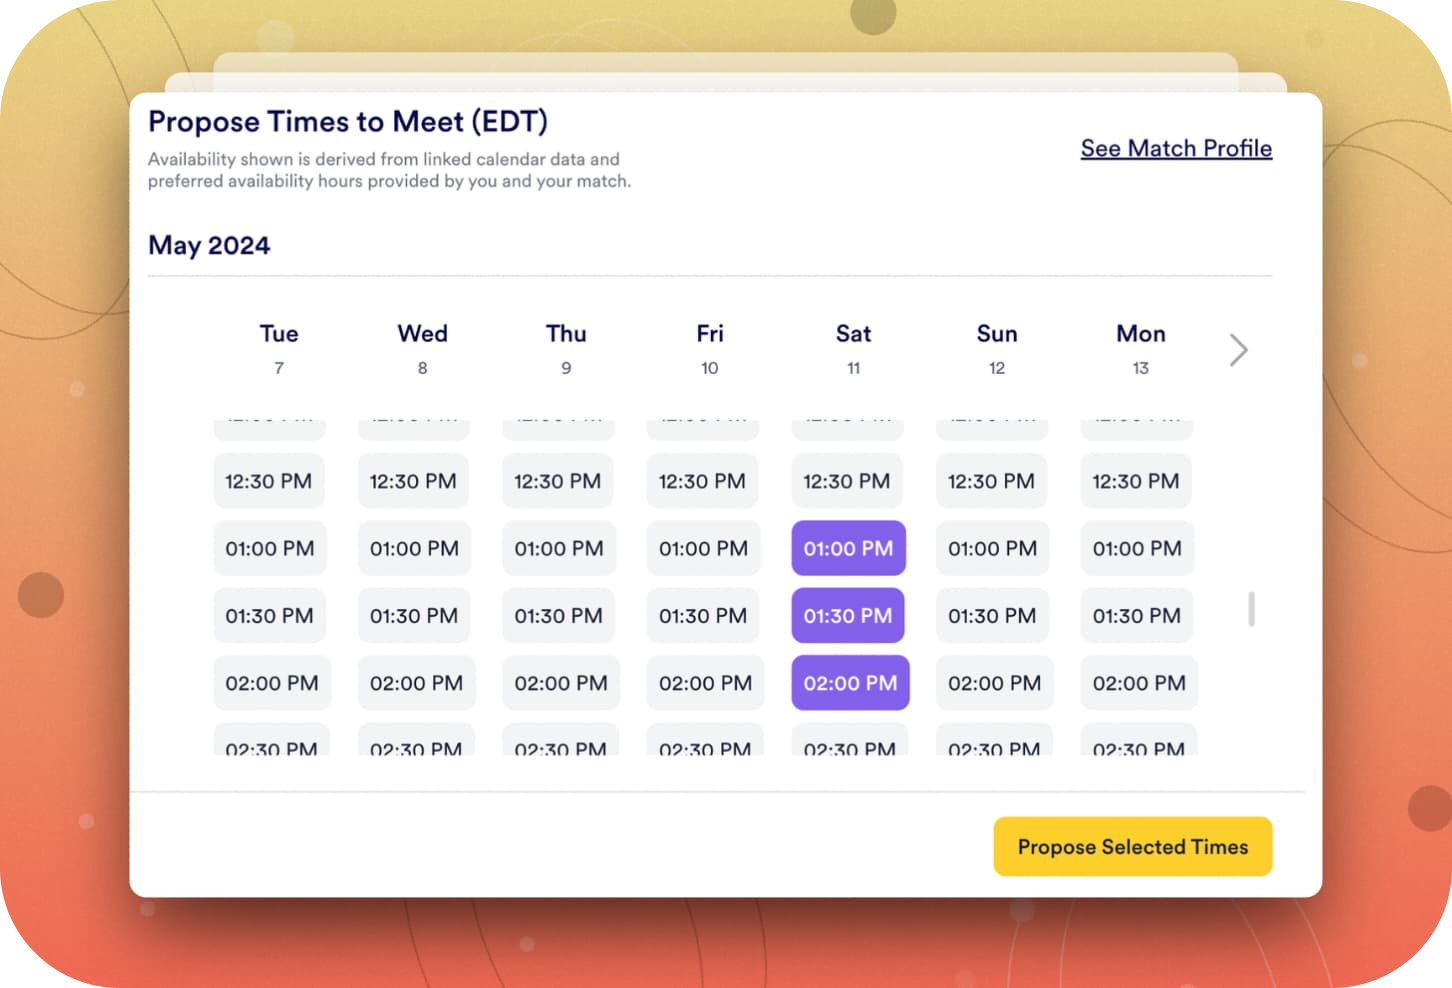 Propose Times to Meet (EDT)
Availability shown is derived from linked calendar data and
preferred availability hours provided by you and your match.
See Match Profile
May 2024
Tue Wed Thu Fri Sat Sun Mon
7 8 9 10 11 12 13
12:30 PM 12:30 PM 12:30 PM 12:30 PM 12:30 PM 12:30 PM 12:30 PM
01:00 PM 01:00 PM 01:00 PM 01:00 PM 01:00 PM 01:00 PM 01:00 PM
01:30 PM 01:30 PM 01:30 PM 01:30 PM 01:30 PM 01:30 PM 01:30 PM
02:00 PM 02:00 PM 02:00 PM 02:00 PM 02:00 PM 02:00 PM 02:00 PM
02:30 PM 02:30 PM 02:30 PM 02:30 PM 02:30 PM 02:30 PM 02:30 PM
Propose Selected Times